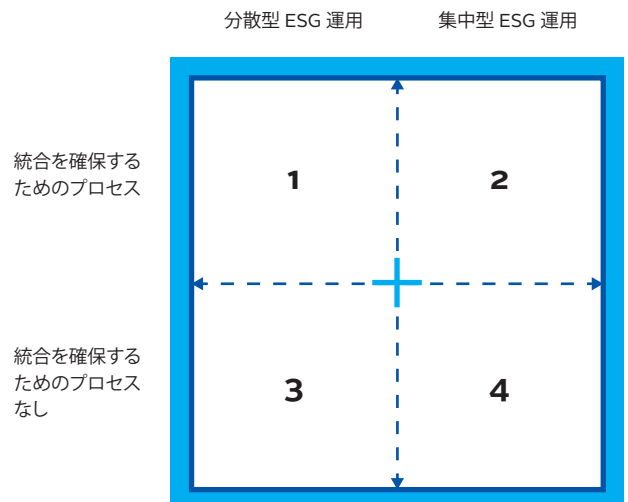 分散型 ESG 運用
集中型 ESG 運用
統合を確保する
ためのプロセス
1
2
統合を確保する
ためのプロセス
なし
3
4